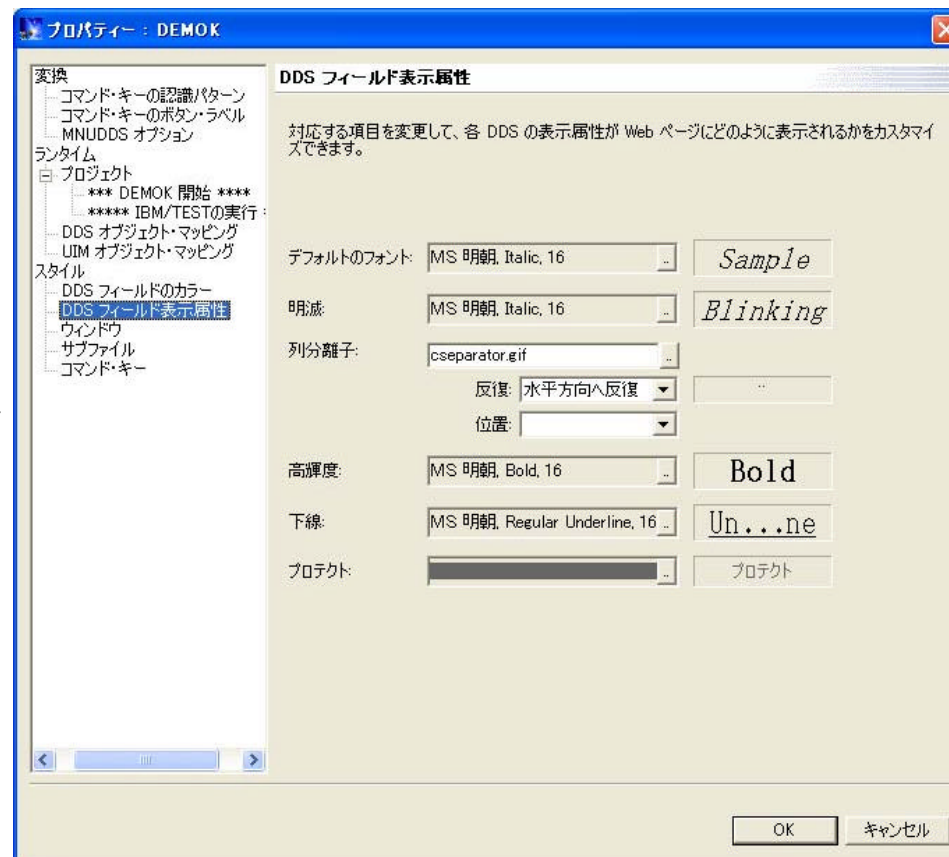 プロパティー : DEMOK
変換
コマンド・キーの認識パターン
コマンド・キーのボタン・ラベル
MNUDDS オプション
ランタイム
プロジェクト
*** DEMOK 開始 ****
***** IBM/TESTの実行
DDS オブジェクト・マッピング
UIM オブジェクト・マッピング
スタイル
DDS フィールドのカラー
DDS フィールド表示属性
ウィンドウ
サブファイル
コマンド・キー
DDS フィールド表示属性
対応する項目を変更して、各 DDS の表示属性が Web ページにどのように表示されるかをカスタマイ
ズできます。
デフォルトのフォント: MS 明朝, Italic, 16 .. Sample
明滅: MS 明朝, Italic, 16 .. Blinking
列分離子: cseparator.gif ..
反復: 水平方向へ反復 ..
位置:
高輝度: MS 明朝, Bold, 16 .. Bold
下線: MS 明朝, Regular Underline, 16 .. Un...ne
プロテクト: .. プロテクト
OK キャンセル